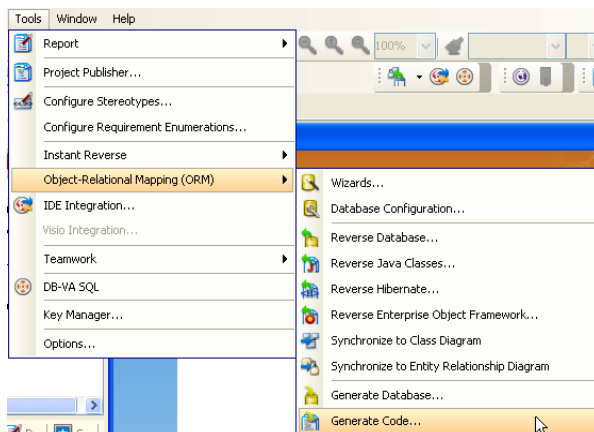 Tools Window Help
100%
Report
Project Publisher...
Configure Stereotypes...
Configure Requirement Enumerations...
Instant Reverse
Object-Relational Mapping (ORM)
IDE Integration...
Visio Integration...
Teamwork
DB-VA SQL
Key Manager...
Options...
Wizards...
Database Configuration...
Reverse Database...
Reverse Java Classes...
Reverse Hibernate...
Reverse Enterprise Object Framework...
Synchronize to Class Diagram
Synchronize to Entity Relationship Diagram
Generate Database...
Generate Code...